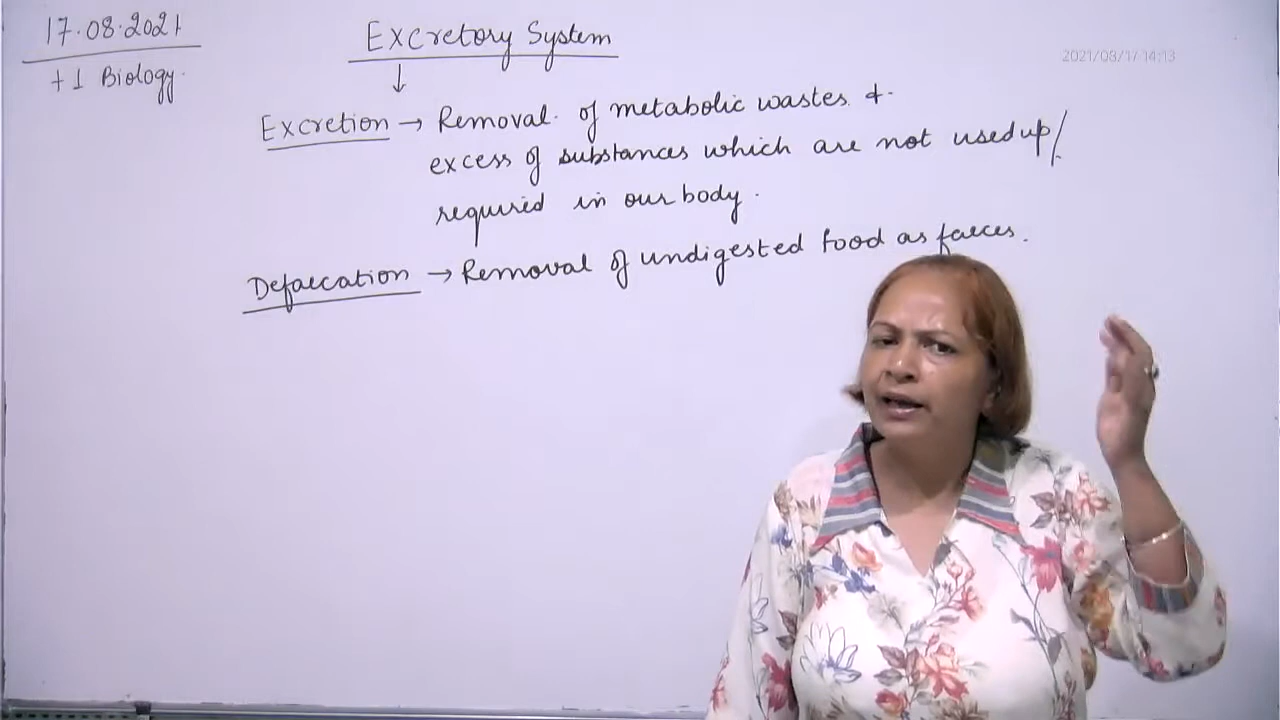 17.08.2021
+1 Biology.
Excretory System
2021/08/17 14:13
Excretion → Removal of metabolic wastes &
excess of substances which are not used up/
required in our body.
Defaecation → Removal of undigested food as faeces.